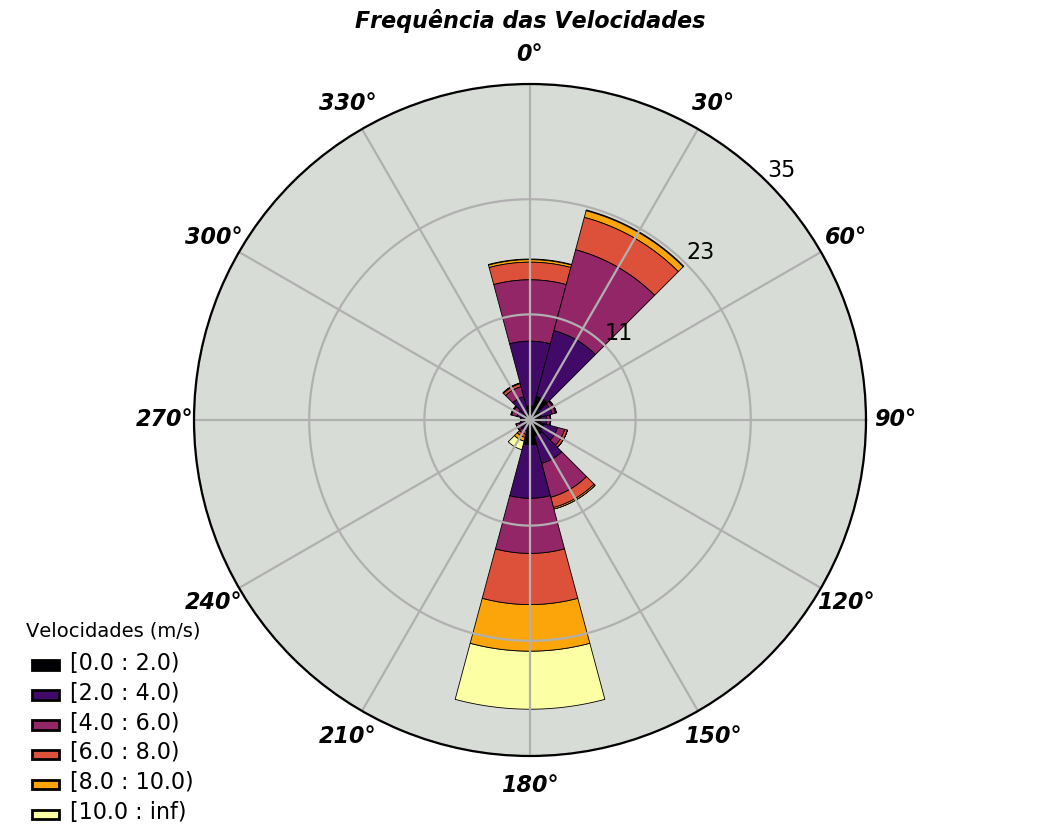 Frequência das Velocidades
0°
330°
30°
35
300°
60°
23
11
270°
90°
240°
120°
210°
150°
180°
Velocidades (m/s)
[0.0 : 2.0)
[2.0 : 4.0)
[4.0 : 6.0)
[6.0 : 8.0)
[8.0 : 10.0)
[10.0 : inf)